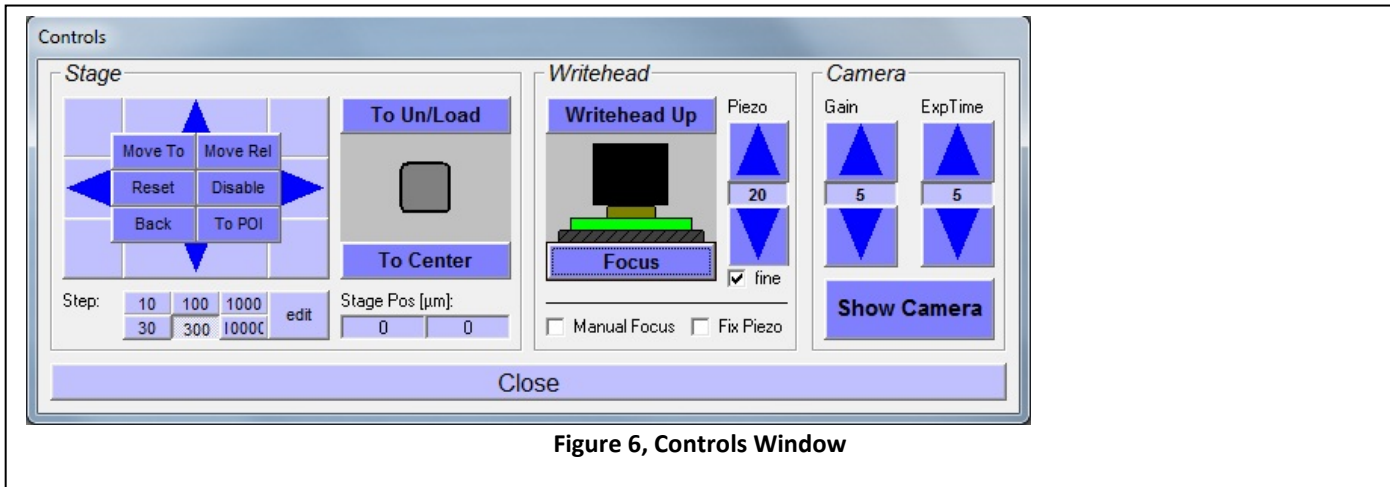 Controls
Stage
Move To Move Rel
Reset Disable
Back To POI
Step: 10 100 1000
30 300 10000
edit
To Un/Load
To Center
Stage Pos [µm]:
0 0
Writehead
Writehead Up
Focus
Piezo
20
fine
Manual Focus Fix Piezo
Camera
Gain ExpTime
5 5
Show Camera
Close
Figure 6, Controls Window